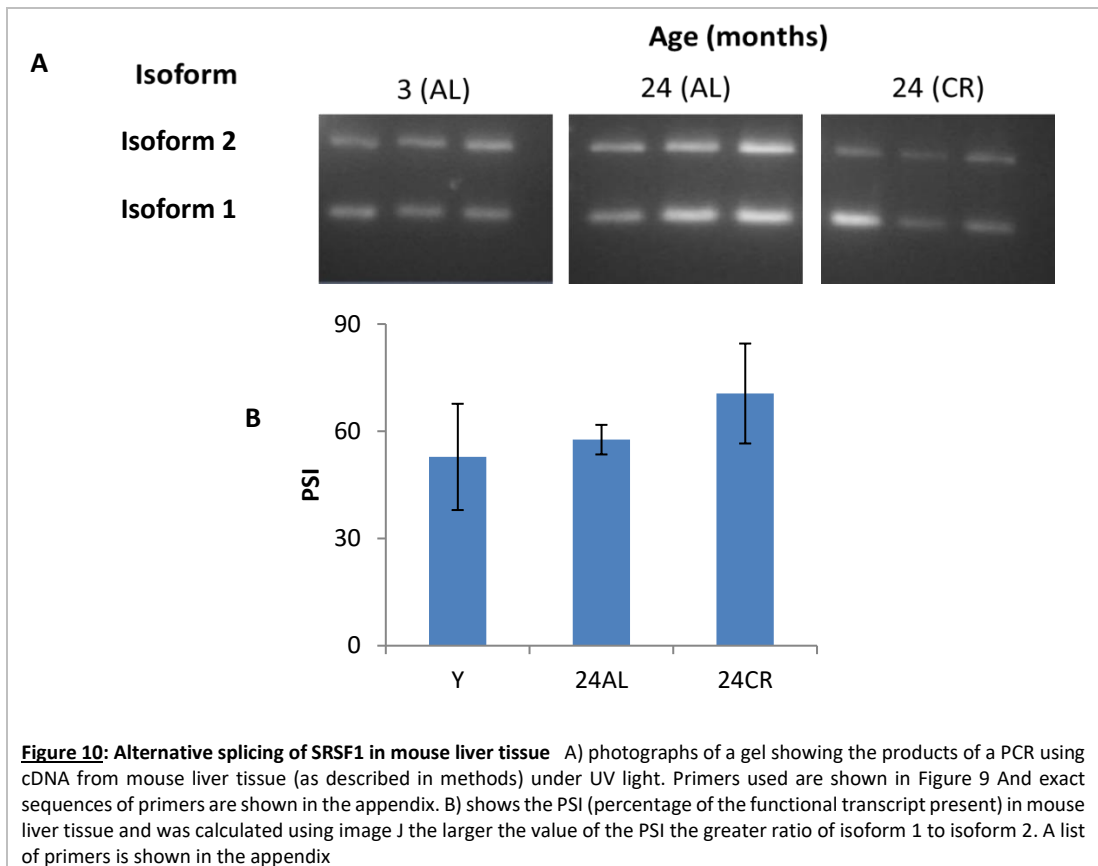 Age (months)
A
Isoform
3 (AL)
24 (AL)
24 (CR)
Isoform 2
Isoform 1
B
PSI
90
60
30
0
Y
24AL
24CR
Figure 10: Alternative splicing of SRSF1 in mouse liver tissue A) photographs of a gel showing the products of a PCR using
cDNA from mouse liver tissue (as described in methods) under UV light. Primers used are shown in Figure 9 And exact
sequences of primers are shown in the appendix. B) shows the PSI (percentage of the functional transcript present) in mouse
liver tissue and was calculated using image J the larger the value of the PSI the greater ratio of isoform 1 to isoform 2. A list
of primers is shown in the appendix